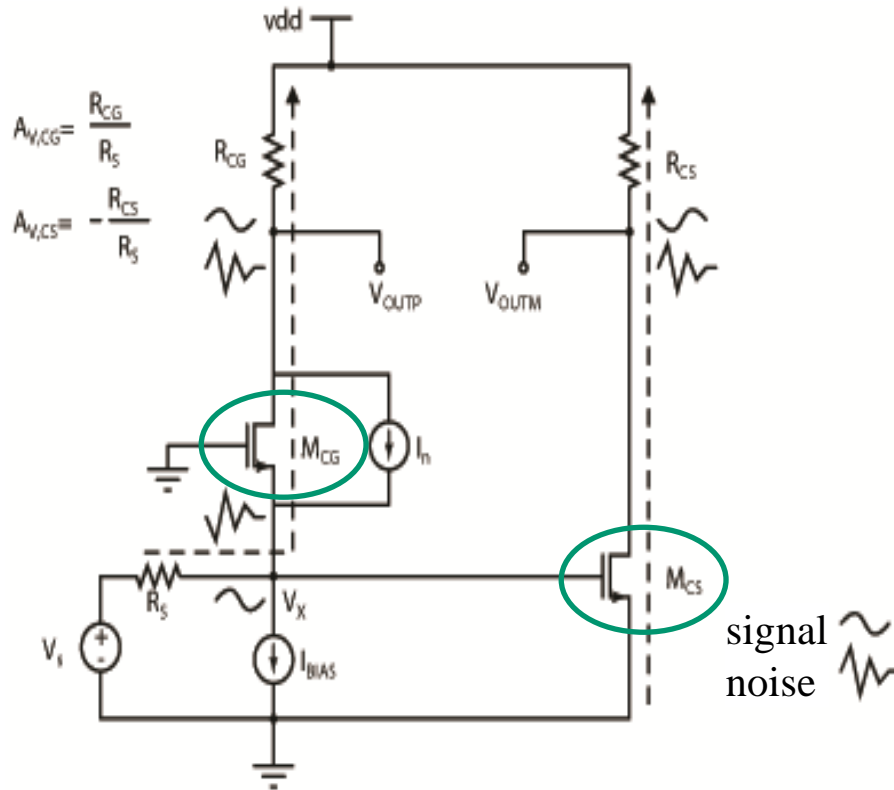 vdd
A_V,CG = R_CG / R_S
R_CG
R_CS
A_V,CS = - R_CS / R_S
V_OUTP
V_OUTM
M_CG
I_n
R_S
V_X
M_CS
V_s
I_BIAS
signal
noise